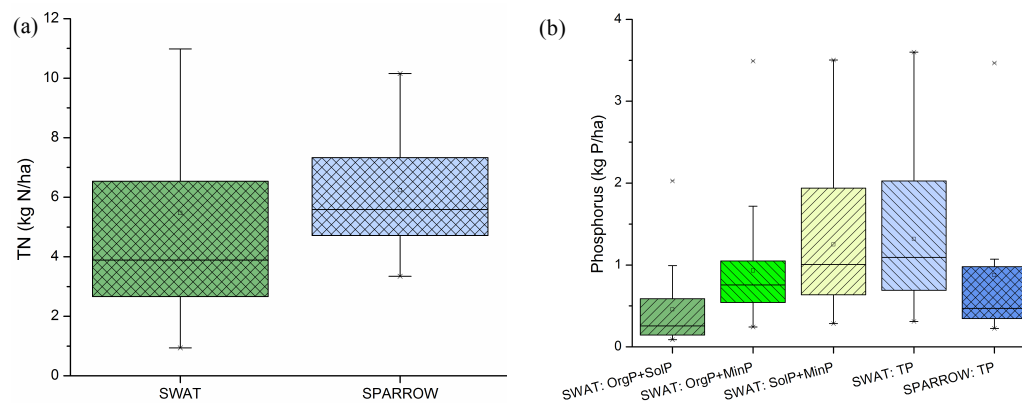 (a)
12
10
8
6
4
2
0
TN (kg N/ha)
SWAT
SPARROW
(b)
4
3
2
1
0
Phosphorus (kg P/ha)
SWAT: OrgP+SolP
SWAT: OrgP+MinP
SWAT: SolP+MinP
SWAT: TP
SPARROW: TP